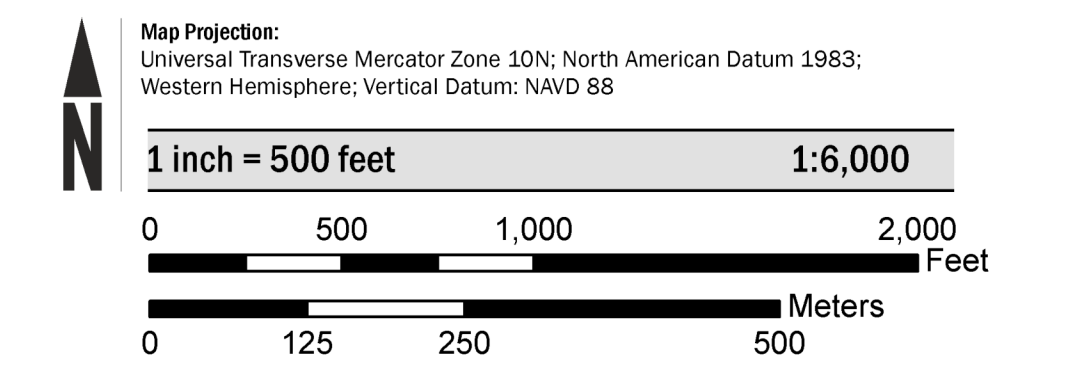 N
Map Projection:
Universal Transverse Mercator Zone 10N; North American Datum 1983;
Western Hemisphere; Vertical Datum: NAVD 88
1 inch = 500 feet 1:6,000
0 500 1,000 2,000
Feet
Meters
0 125 250 500